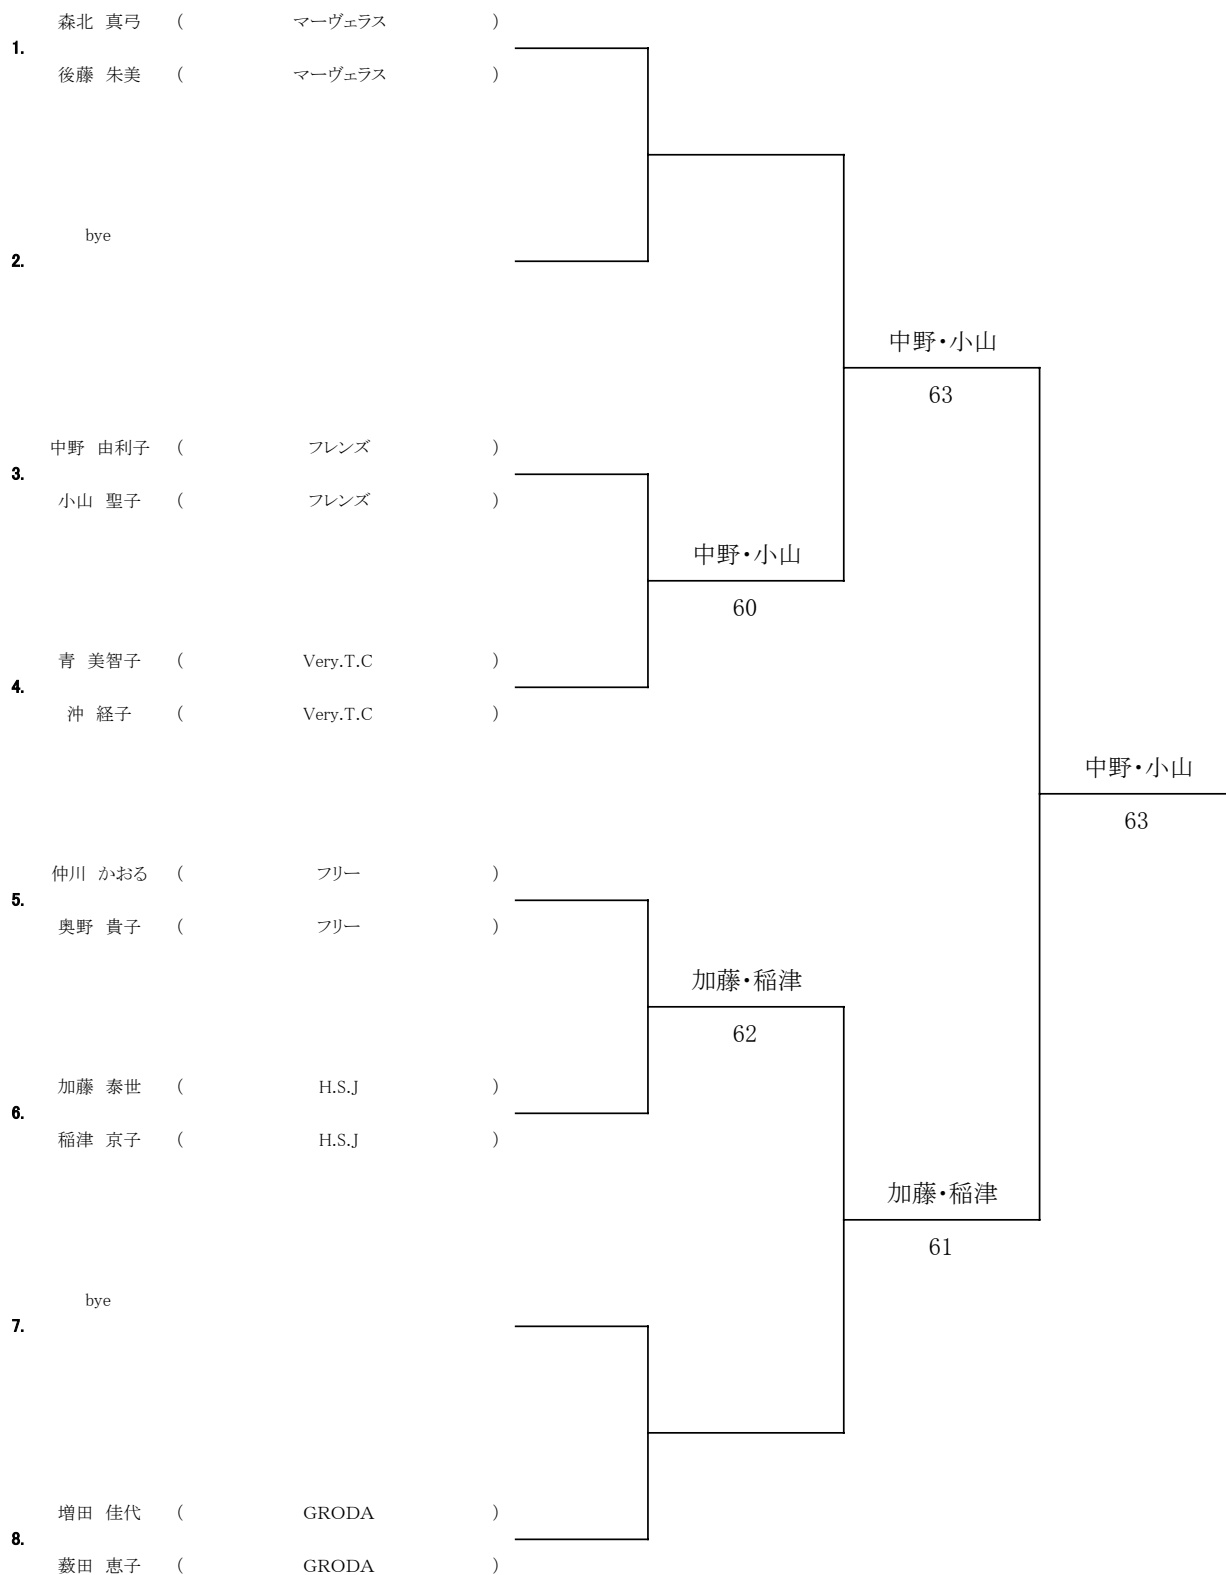 森北 真弓 ( マーヴェラス )
1.
後藤 朱美 ( マーヴェラス )
bye
2.
中野・小山
63
中野 由利子 ( フレンズ )
3.
小山 聖子 ( フレンズ )
中野・小山
60
青 美智子 ( Very.T.C )
4.
沖 経子 ( Very.T.C )
中野・小山
63
仲川 かおる ( フリー )
5.
奥野 貴子 ( フリー )
加藤・稲津
62
加藤 泰世 ( H.S.J )
6.
稲津 京子 ( H.S.J )
加藤・稲津
61
bye
7.
増田 佳代 ( GRODA )
8.
薮田 恵子 ( GRODA )